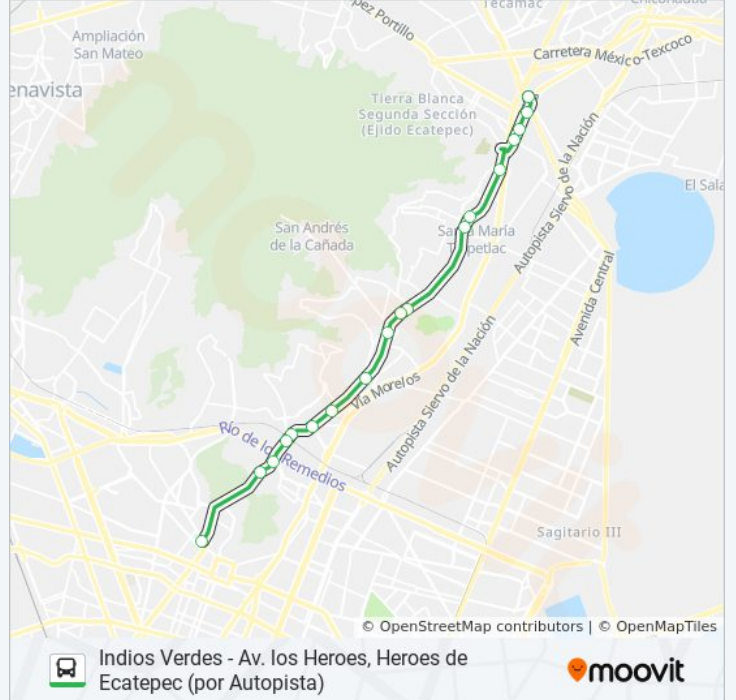 Tecamac
Chiconautla
pez Portillo
Ampliación
San Mateo
Carretera México-Texcoco
enavista
Tierra Blanca
Segunda Sección
(Ejido Ecatepec)
Autopista Siervo de la Nación
El Sala
San Andrés
de la Cañada
Santa María
Tulpetlac
Avenida Central
Vía Morelos
Autopista Siervo de la Nación
Río de los Remedios
Sagitario III
© OpenStreetMap contributors | © OpenMapTiles
Indios Verdes - Av. los Heroes, Heroes de
Ecatepec (por Autopista)
moovit